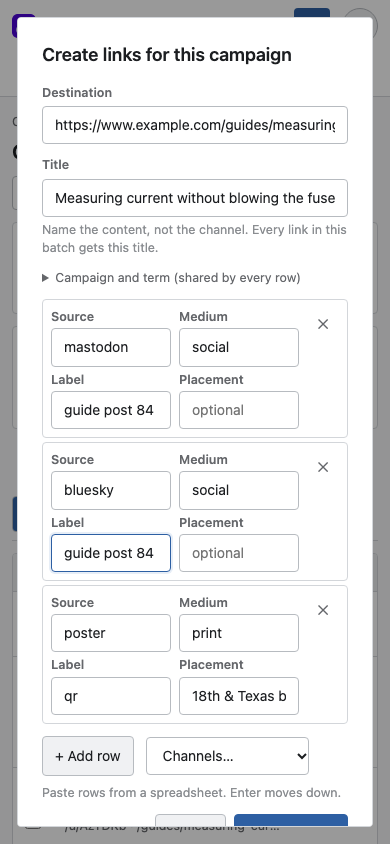 Create links for this campaign
Destination
https://www.example.com/guides/measuring
Title
Measuring current without blowing the fuse
Name the content, not the channel. Every link in this
batch gets this title.
Campaign and term (shared by every row)
Source Medium
mastodon social
Label Placement
guide post 84 optional
Source Medium
bluesky social
Label Placement
guide post 84 optional
Source Medium
poster print
Label Placement
qr 18th & Texas b
+ Add row Channels...
Paste rows from a spreadsheet. Enter moves down.